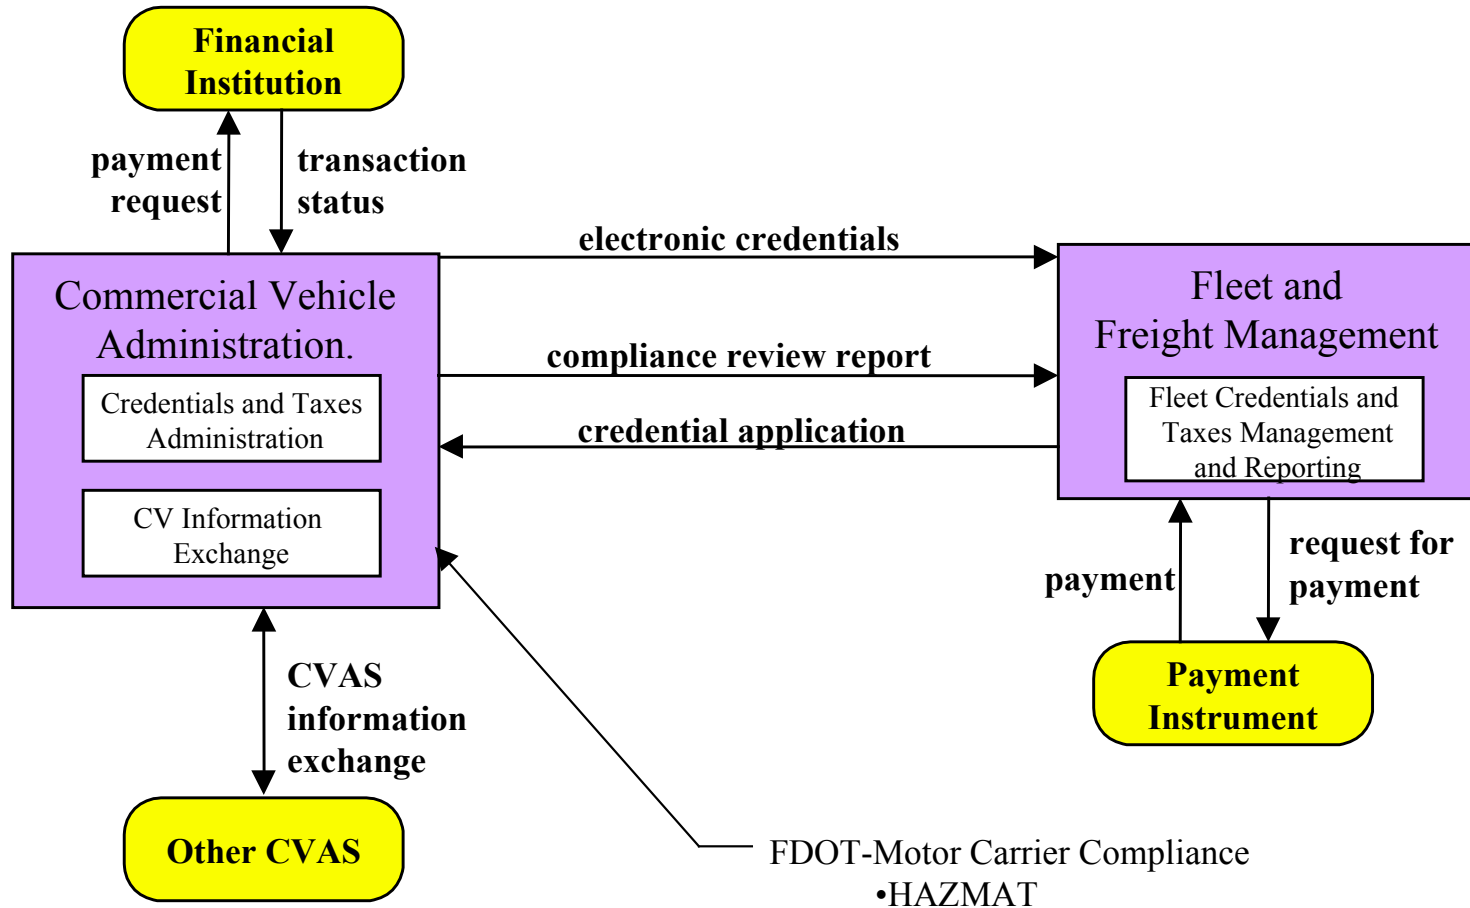 Financial
Institution
payment
request
transaction
status
electronic credentials
Commercial Vehicle
Administration.
Fleet and
Freight Management
compliance review report
Credentials and Taxes
Administration
Fleet Credentials and
Taxes Management
and Reporting
credential application
CV Information
Exchange
request for
payment
payment
CVAS
information
exchange
Payment
Instrument
Other CVAS
FDOT-Motor Carrier Compliance
•HAZMAT